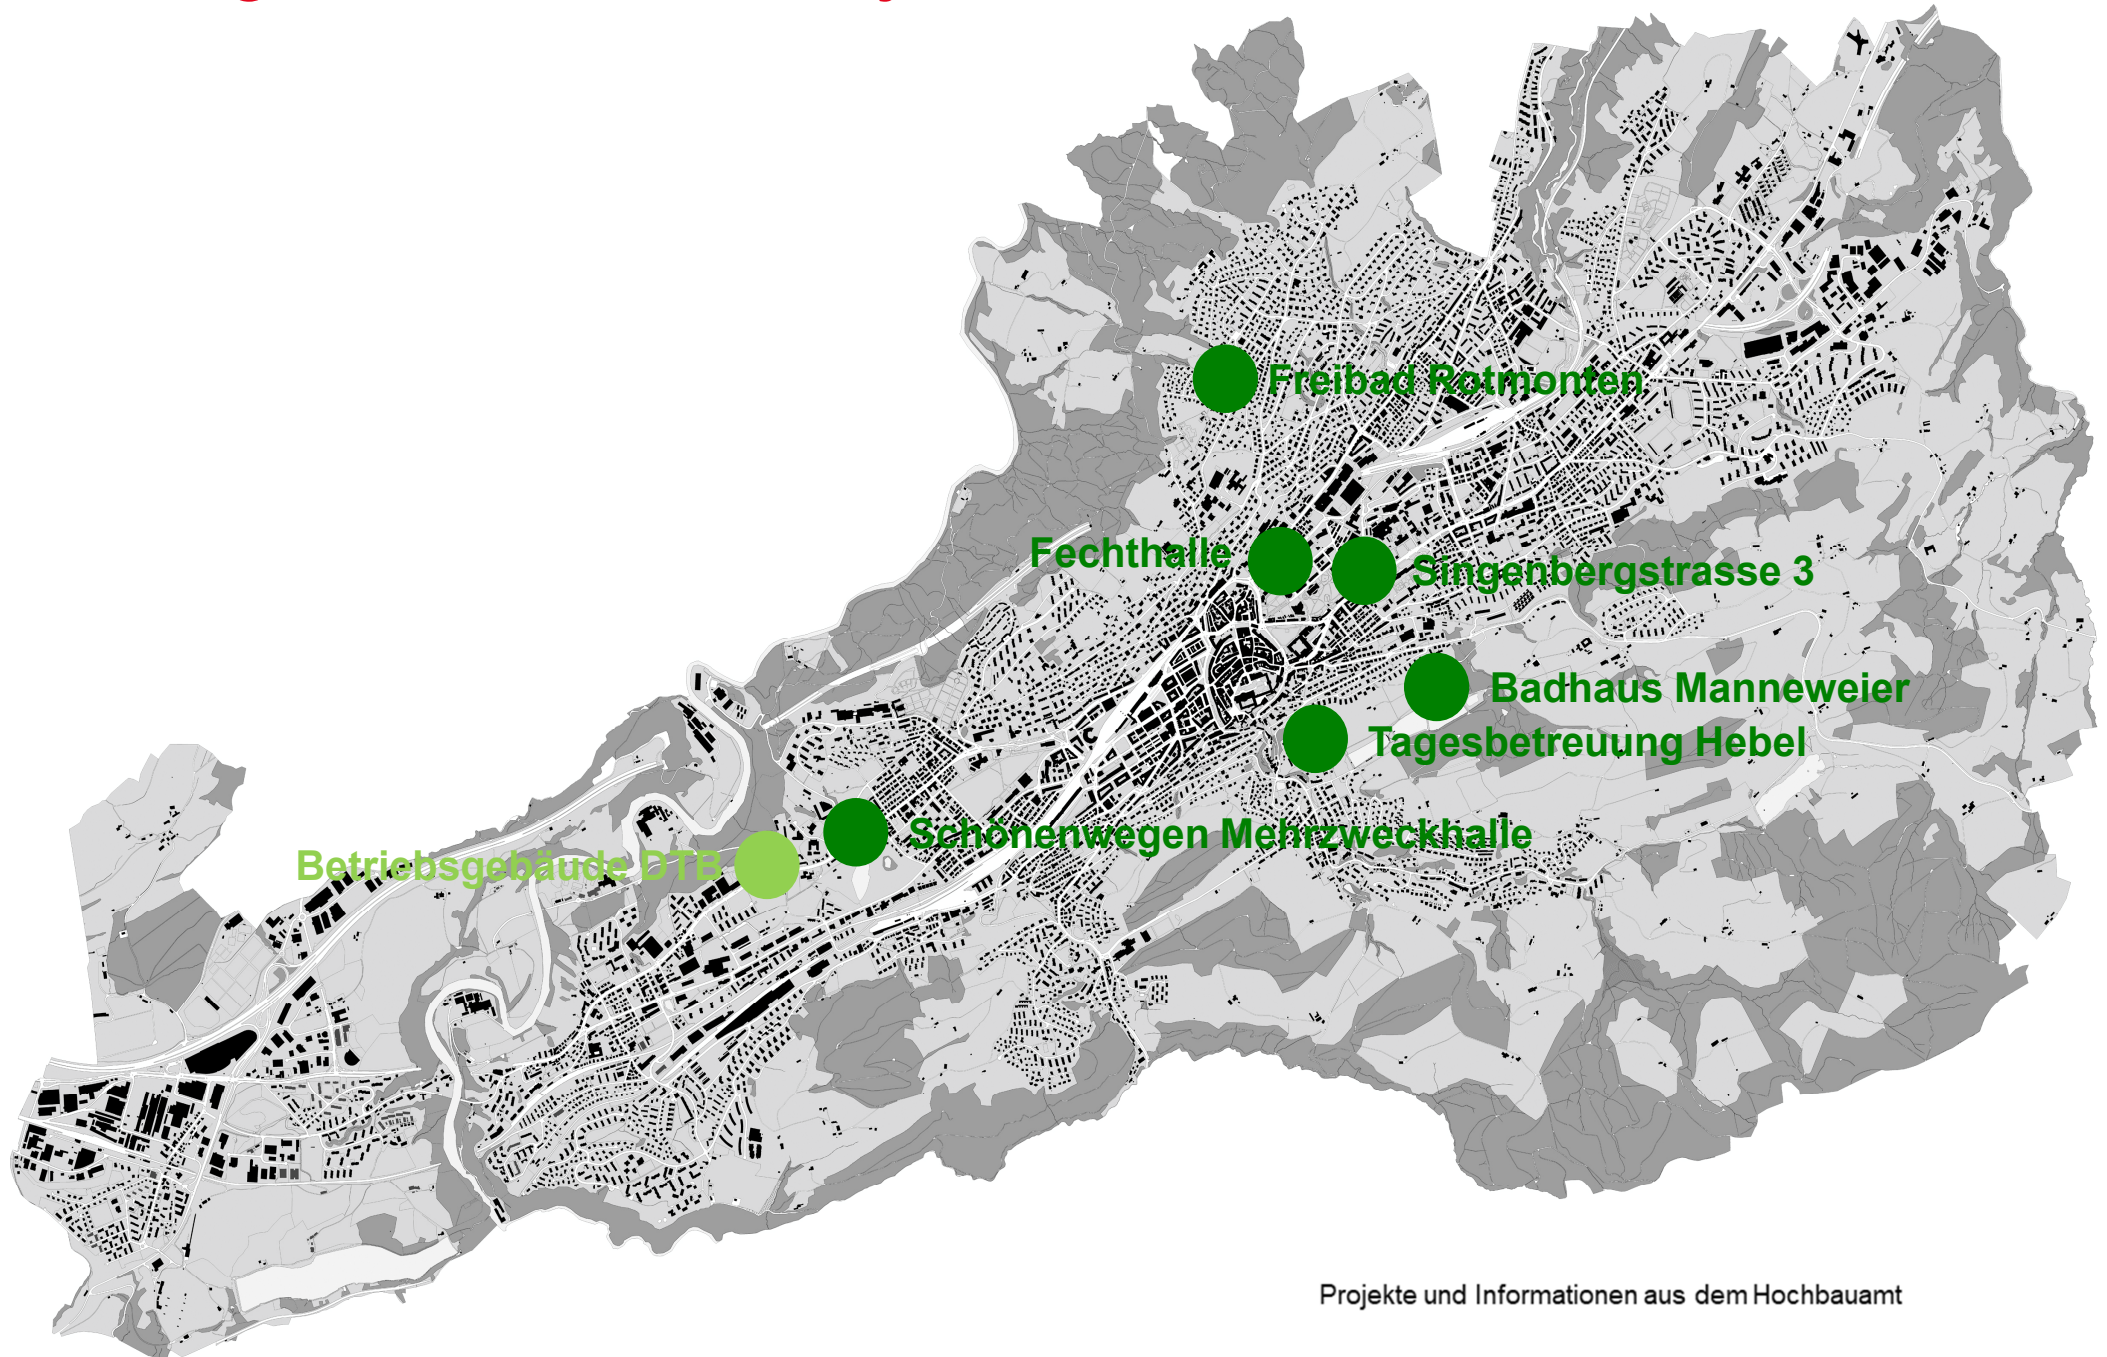 Freibad Rotmonten
Fechthalle
Singenbergstrasse 3
Badhaus Manneweier
Tagesbetreuung Hebel
Schönenwegen Mehrzweckhalle
Betriebsgebäude DTB
Projekte und Informationen aus dem Hochbauamt